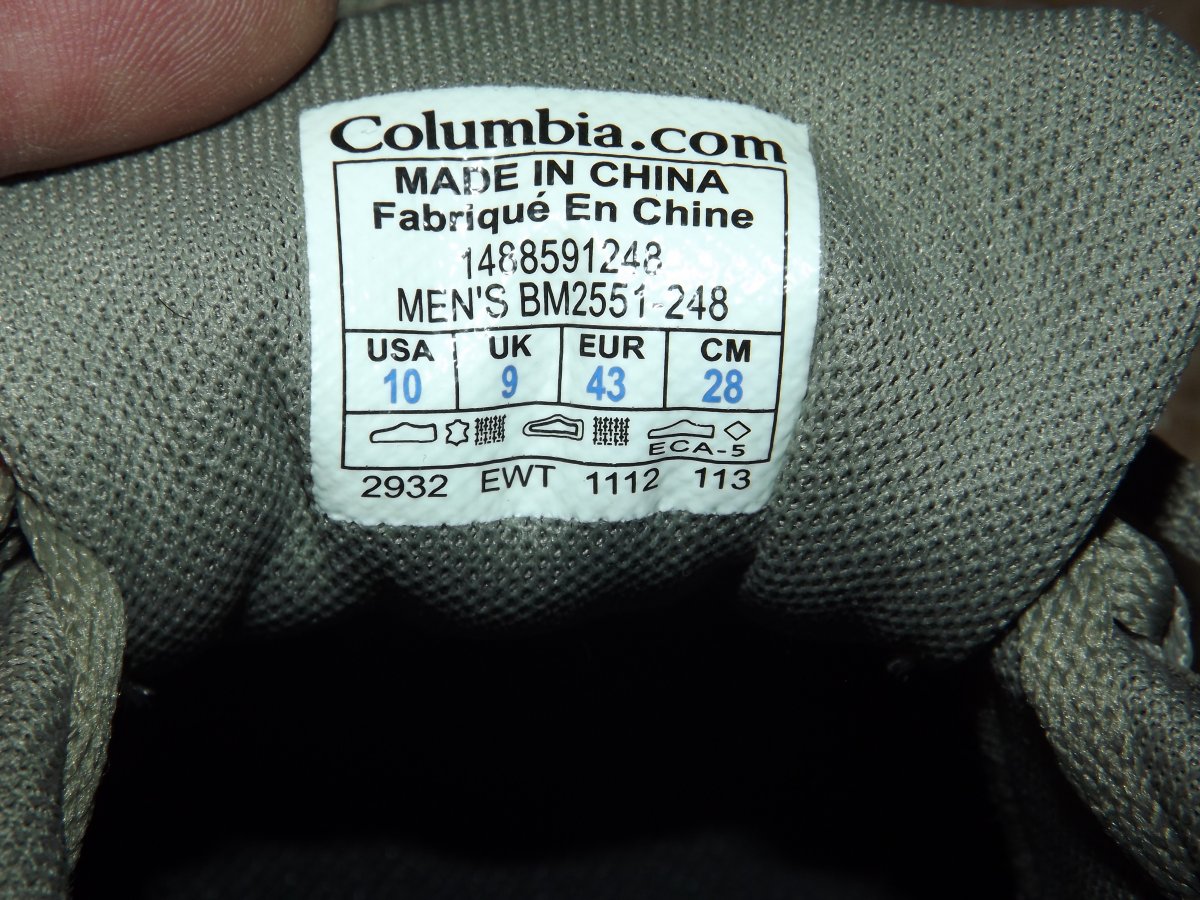 Columbia.com
MADE IN CHINA
Fabriqué En Chine
1488591248
MEN'S BM2551-248
USA UK EUR CM
10 9 43 28
ECA-5
2932 EWT 1112 113